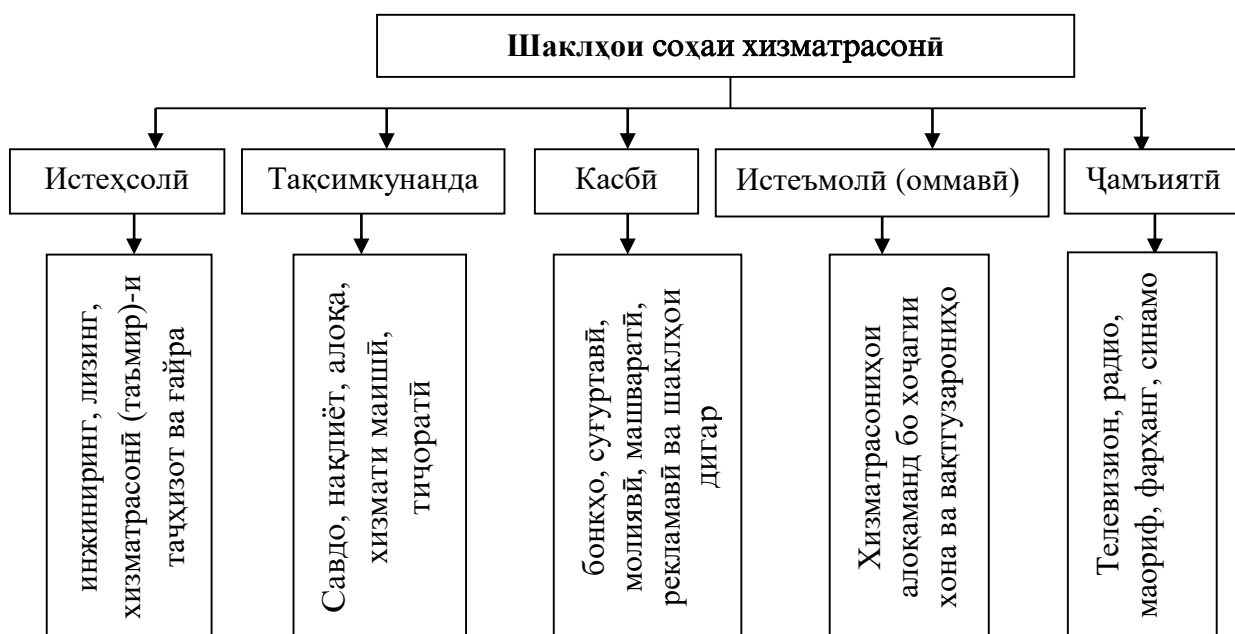 Шаклҳои соҳаи хизматрасонӣ
Истеҳсолӣ
Тақсимкунанда
Касбӣ
Истеъмолӣ (оммавӣ)
Ҷамъиятӣ
инжиниринг, лизинг,
хизматрасонӣ (таъмир)-и
таҷҳизот ва ғайра
Савдо, нақлиёт, алоқа,
хизмати маишӣ,
тиҷоратӣ
бонкҳо, суғуртавӣ,
молиявӣ, машваратӣ,
рекламавӣ ва шаклҳои
дигар
Хизматрасониҳои
алоқаманд бо хоҷагии
хона ва вақтгузарониҳо
Телевизион, радио,
маориф, фарҳанг, синамо